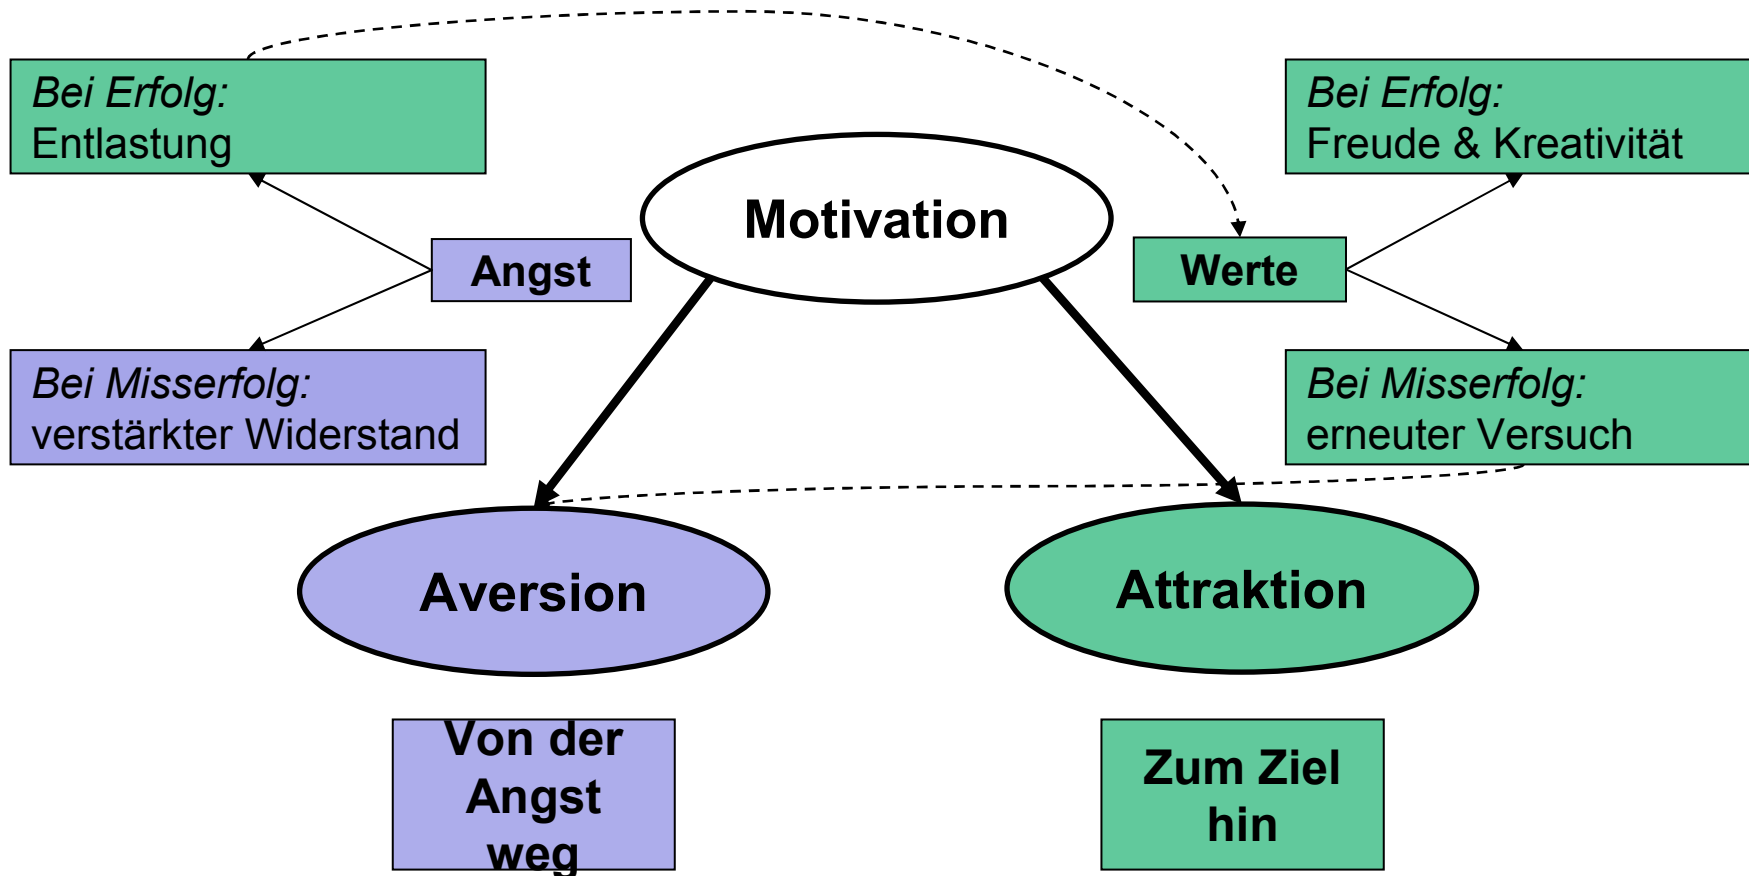 Bei Erfolg:
Entlastung
Bei Erfolg:
Freude & Kreativität
Motivation
Angst
Werte
Bei Misserfolg:
verstärkter Widerstand
Bei Misserfolg:
erneuter Versuch
Aversion
Attraktion
Von der
Angst
weg
Zum Ziel
hin